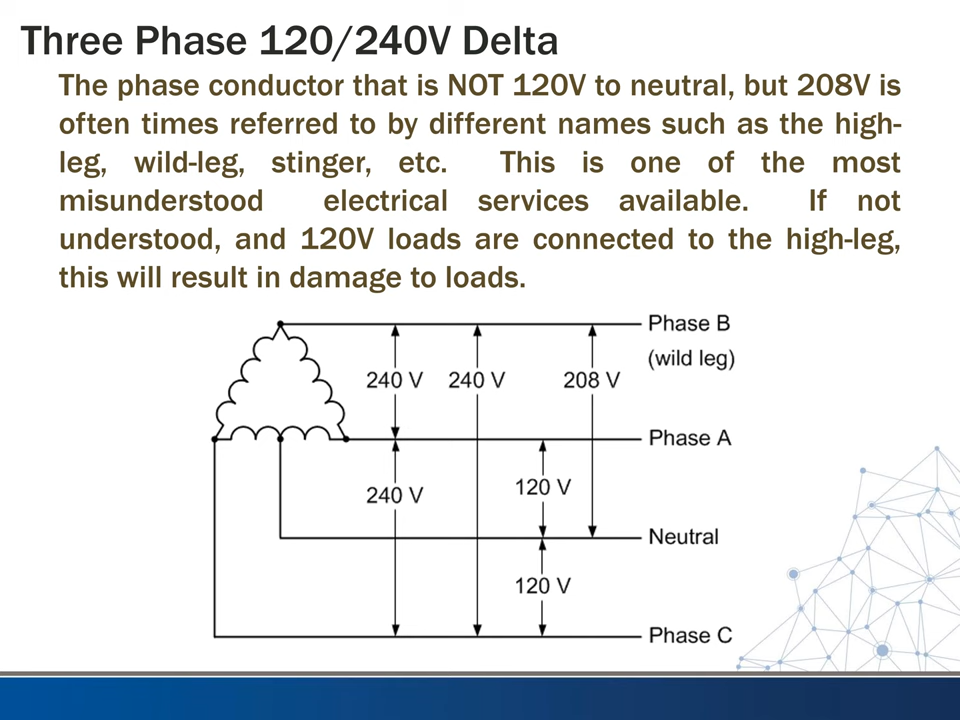 Three Phase 120/240V Delta
The phase conductor that is NOT 120V to neutral, but 208V is
often times referred to by different names such as the high-
leg, wild-leg, stinger, etc. This is one of the most
misunderstood electrical services available. If not
understood, and 120V loads are connected to the high-leg,
this will result in damage to loads.
Phase B
(wild leg)
240 V 240 V 208 V
Phase A
240 V 120 V
Neutral
120 V
Phase C